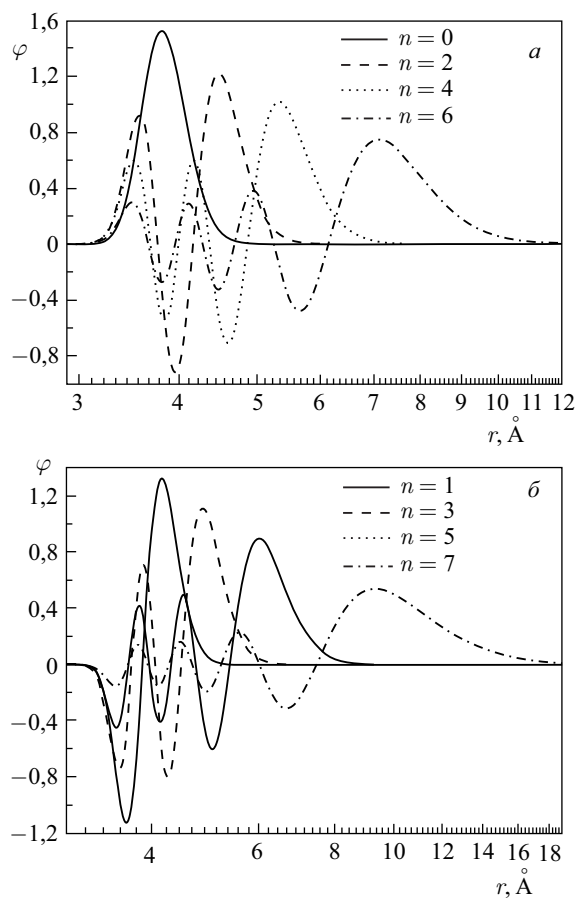 1,6
φ
n = 0
a
1,2
n = 2
n = 4
0,8
n = 6
0,4
0
−0,4
−0,8
3 4 5 6 7 8 9 10 11 12
r, Å
φ
1,2
n = 1
б
n = 3
0,8
n = 5
n = 7
0,4
0
−0,4
−0,8
−1,2
4 6 8 10 12 14 16 18
r, Å